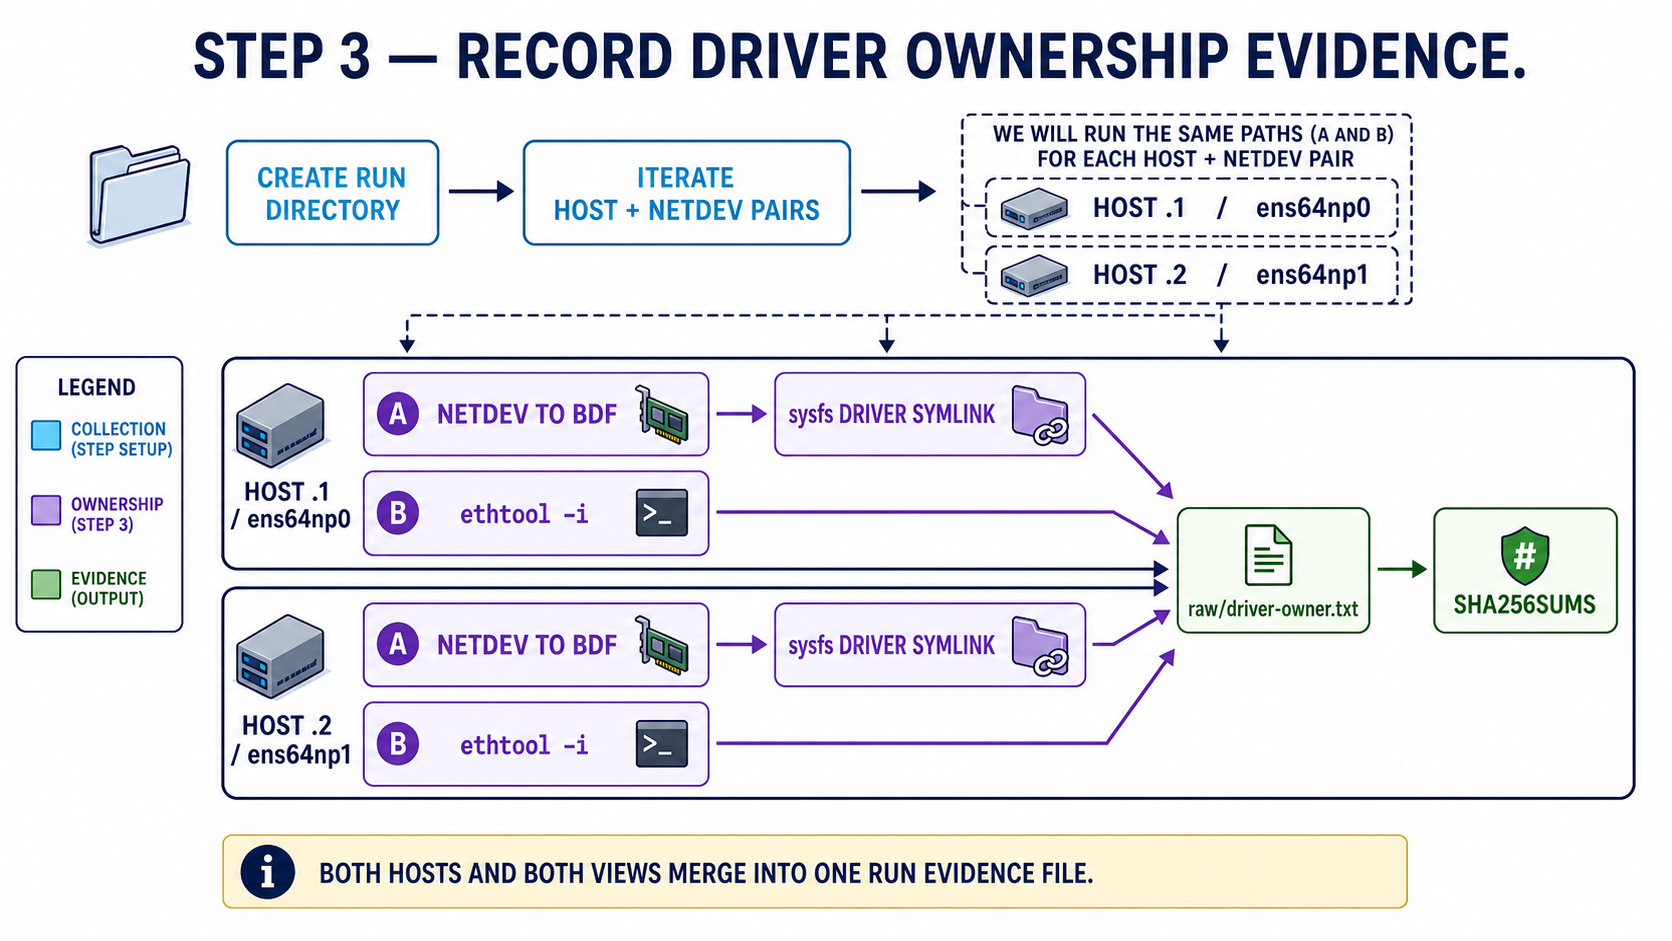 STEP 3 — RECORD DRIVER OWNERSHIP EVIDENCE.
CREATE RUN
DIRECTORY
ITERATE
HOST + NETDEV PAIRS
WE WILL RUN THE SAME PATHS (A AND B)
FOR EACH HOST + NETDEV PAIR
HOST .1 / ens64np0
HOST .2 / ens64np1
LEGEND
COLLECTION
(STEP SETUP)
OWNERSHIP
(STEP 3)
EVIDENCE
(OUTPUT)
HOST .1
/ ens64np0
A NETDEV TO BDF
sysfs DRIVER SYMLINK
B ethtool -i
>_
HOST .2
/ ens64np1
A NETDEV TO BDF
sysfs DRIVER SYMLINK
B ethtool -i
>_
raw/driver-owner.txt
#
SHA256SUMS
i BOTH HOSTS AND BOTH VIEWS MERGE INTO ONE RUN EVIDENCE FILE.